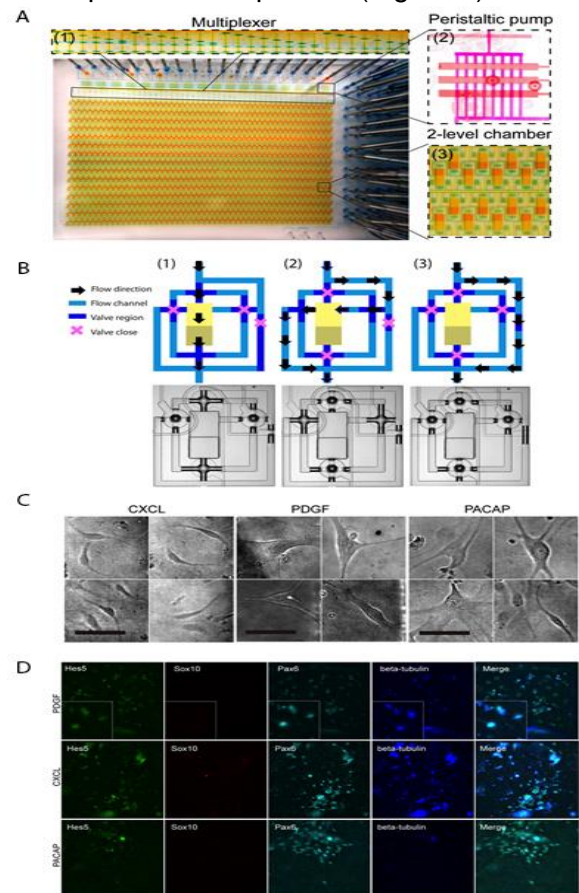 A
Multiplexer
(1)
Peristaltic pump
(2)
2-level chamber
(3)
B
(1) (2) (3)
Flow direction
Flow channel
Valve region
Valve close
C
CXCL PDGF PACAP
D
Hes5 Sox10 Pax6 beta-tubulin Merge
PDGF
Hes5 Sox10 Pax6 beta-tubulin Merge
CXCL
Hes5 Sox10 Pax6 beta-tubulin Merge
PACAP